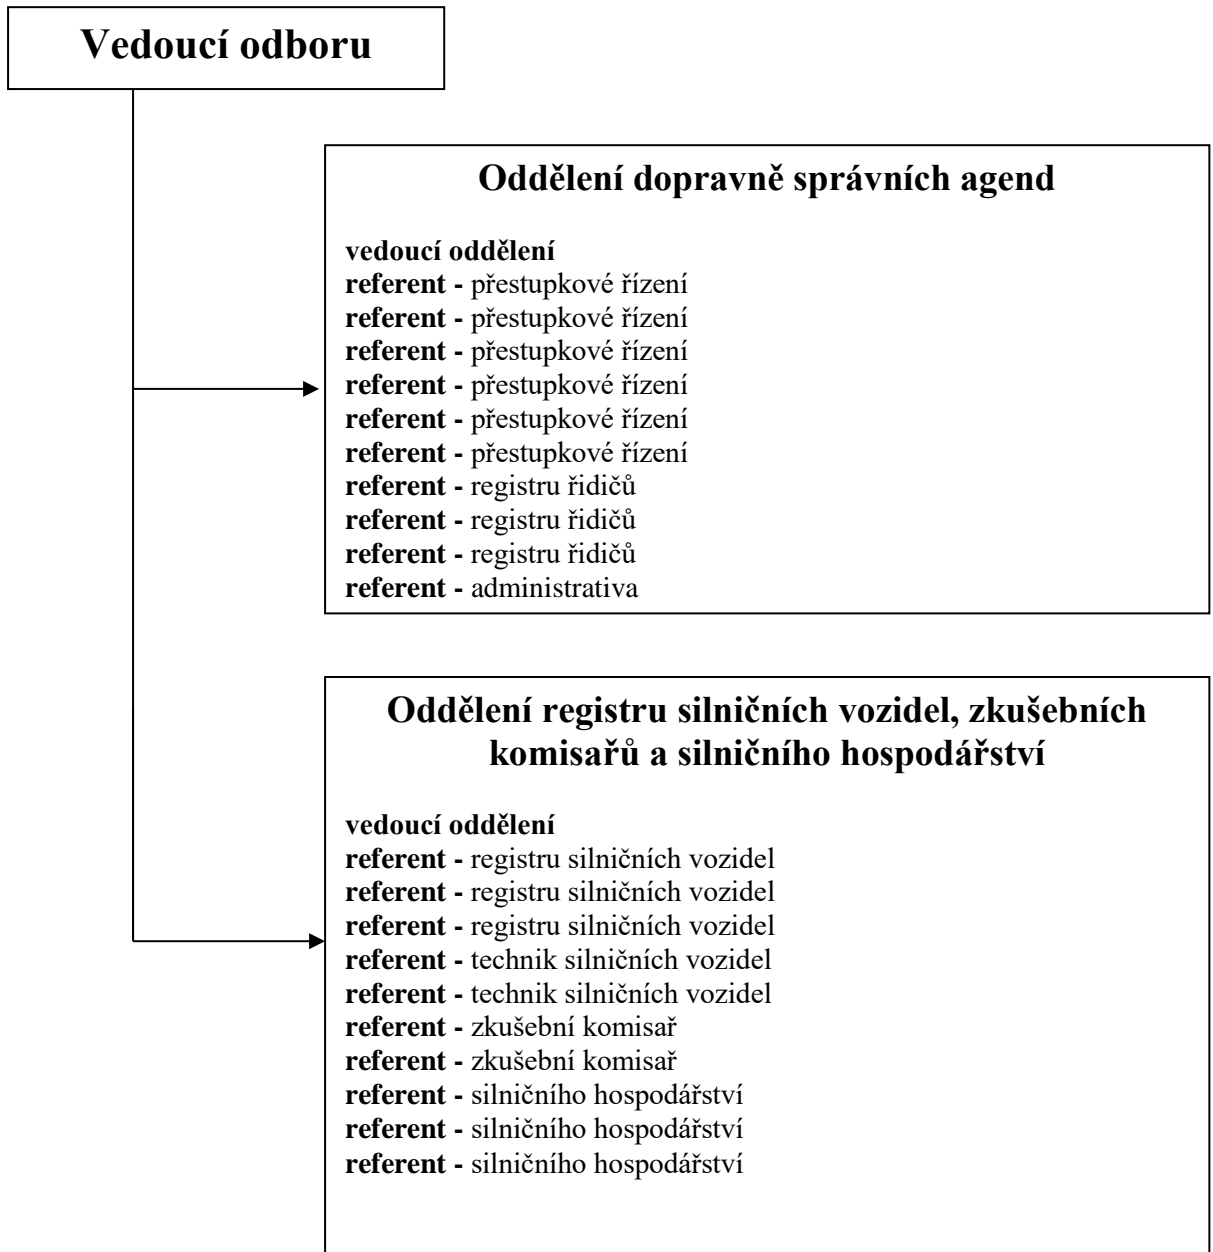 Vedoucí odboru
Oddělení dopravně správních agend
vedoucí oddělení
referent - přestupkové řízení
referent - přestupkové řízení
referent - přestupkové řízení
referent - přestupkové řízení
referent - přestupkové řízení
referent - přestupkové řízení
referent - registru řidičů
referent - registru řidičů
referent - registru řidičů
referent - administrativa
Oddělení registru silničních vozidel, zkušebních
komisařů a silničního hospodářství
vedoucí oddělení
referent - registru silničních vozidel
referent - registru silničních vozidel
referent - registru silničních vozidel
referent - technik silničních vozidel
referent - technik silničních vozidel
referent - zkušební komisař
referent - zkušební komisař
referent - silničního hospodářství
referent - silničního hospodářství
referent - silničního hospodářství